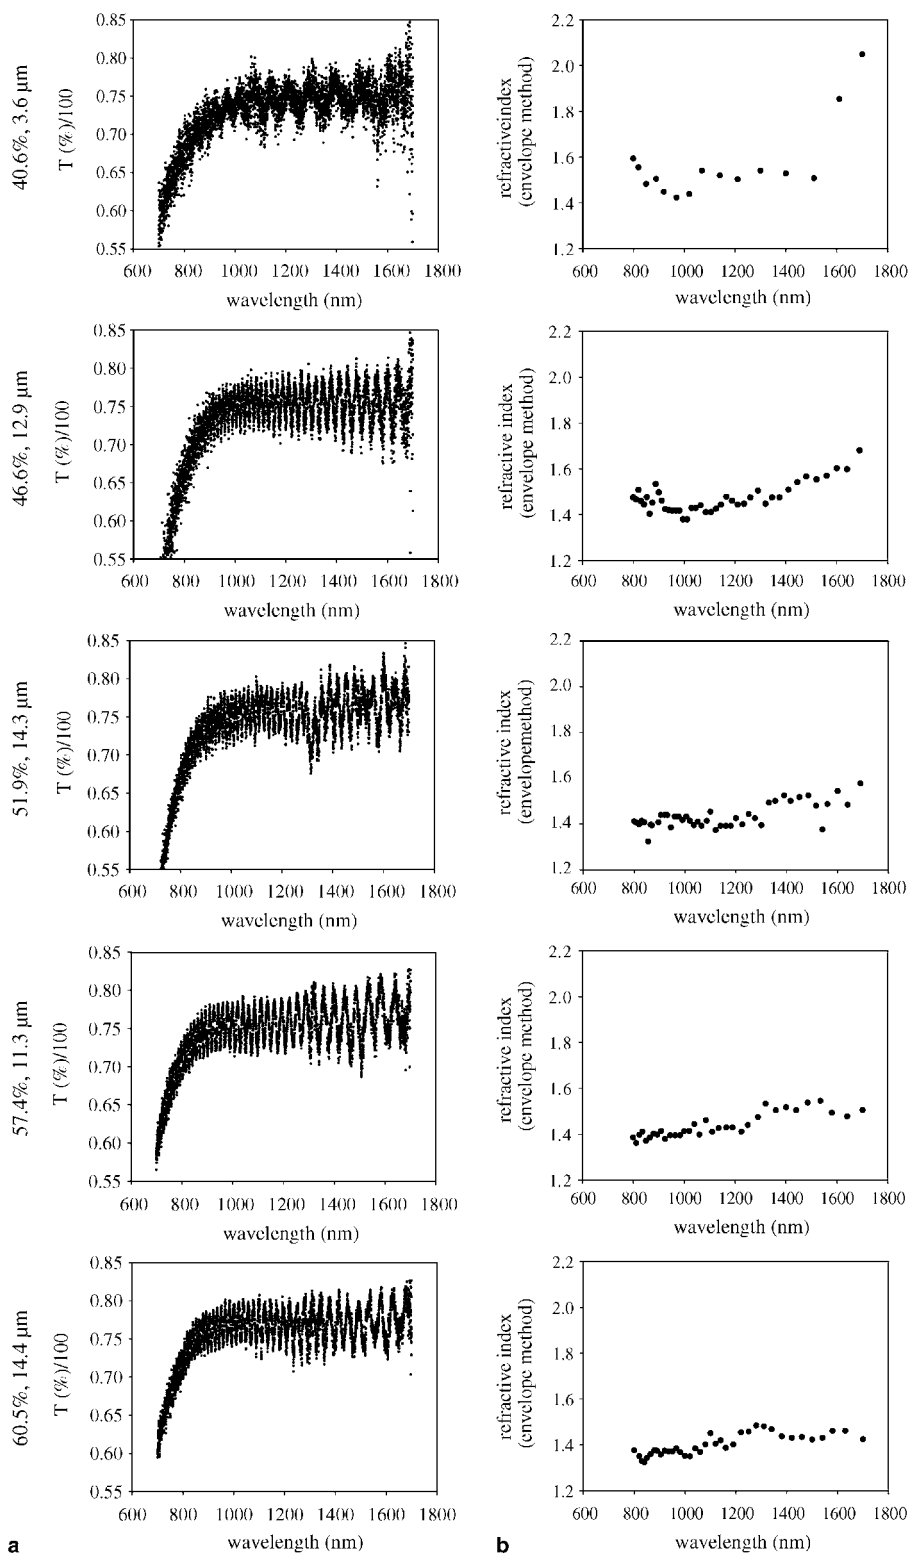 40.6%, 3.6 µm
T (%)/100
0.85
0.80
0.75
0.70
0.65
0.60
0.55
600 800 1000 1200 1400 1600 1800
wavelength (nm)
refractiveindex
(envelope method)
2.2
2.0
1.8
1.6
1.4
1.2
600 800 1000 1200 1400 1600 1800
wavelength (nm)
46.6%, 12.9 µm
T (%)/100
0.85
0.80
0.75
0.70
0.65
0.60
0.55
600 800 1000 1200 1400 1600 1800
wavelength (nm)
refractive index
(envelope method)
2.2
2.0
1.8
1.6
1.4
1.2
600 800 1000 1200 1400 1600 1800
wavelength (nm)
51.9%, 14.3 µm
T (%)/100
0.85
0.80
0.75
0.70
0.65
0.60
0.55
600 800 1000 1200 1400 1600 1800
wavelength (nm)
refractive index
(envelopemethod)
2.2
2.0
1.8
1.6
1.4
1.2
600 800 1000 1200 1400 1600 1800
wavelength (nm)
57.4%, 11.3 µm
T (%)/100
0.85
0.80
0.75
0.70
0.65
0.60
0.55
600 800 1000 1200 1400 1600 1800
wavelength (nm)
refractive index
(envelope method)
2.2
2.0
1.8
1.6
1.4
1.2
600 800 1000 1200 1400 1600 1800
wavelength (nm)
60.5%, 14.4 µm
T (%)/100
0.85
0.80
0.75
0.70
0.65
0.60
0.55
600 800 1000 1200 1400 1600 1800
wavelength (nm)
refractive index
(envelope method)
2.2
2.0
1.8
1.6
1.4
1.2
600 800 1000 1200 1400 1600 1800
wavelength (nm)
a
b